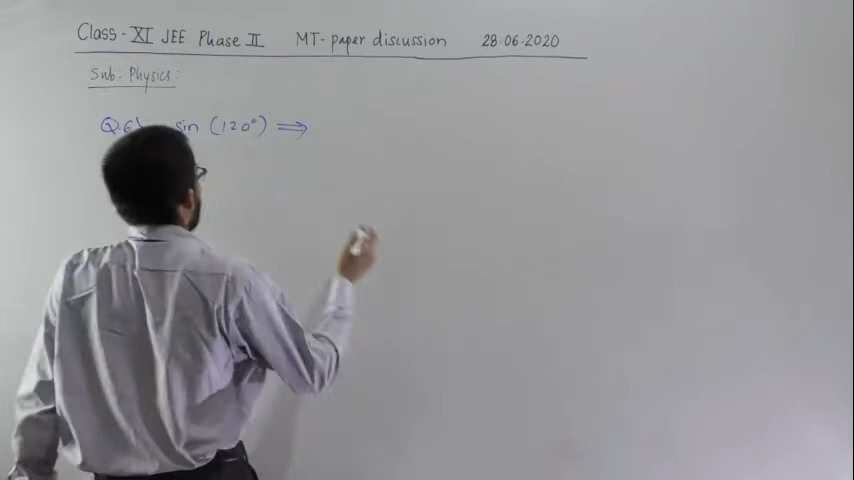 Class - XI JEE Phase II MT- paper discussion 28.06.2020
Sub: Physics:
sin (120°) ⟹